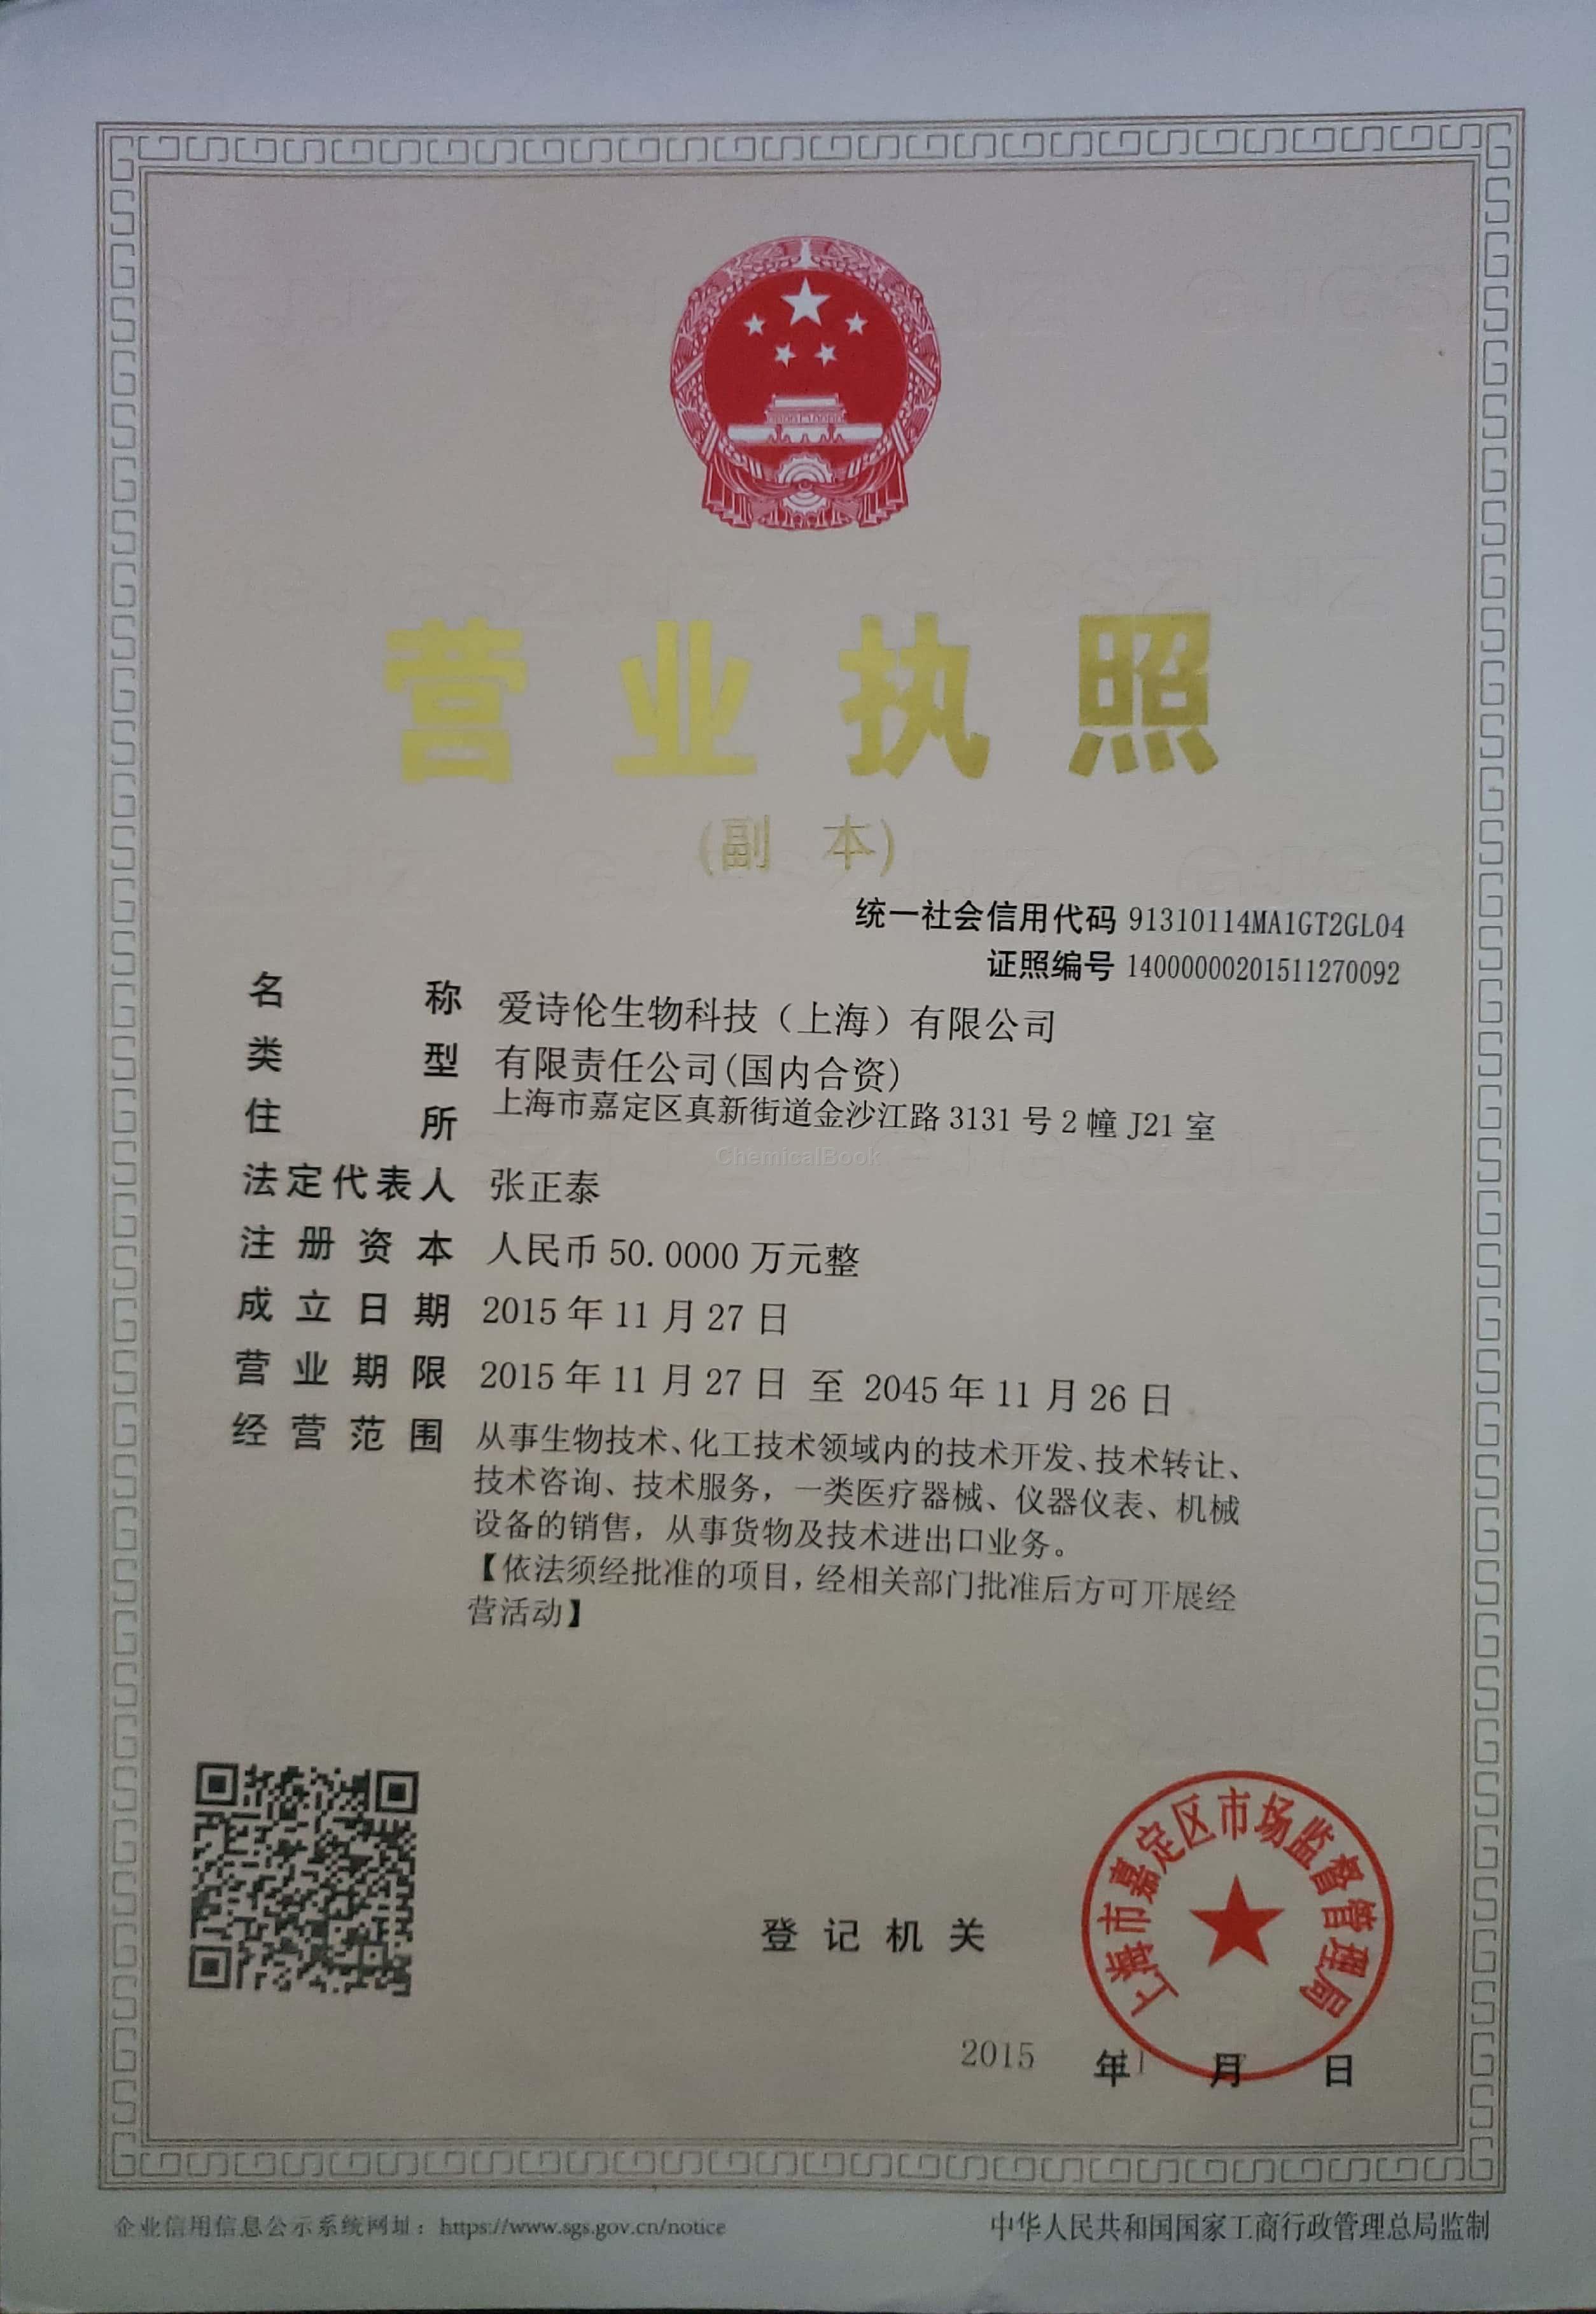 营业执照
(副 本)
统一社会信用代码 91310114MA1GT2GL04
证照编号 14000000201511270092
名 称 爱诗伦生物科技（上海）有限公司
类 型 有限责任公司(国内合资)
住 所 上海市嘉定区真新街道金沙江路 3131 号 2 幢 J21 室
ChemicalBook
法定代表人 张正泰
注册资本 人民币 50.0000 万元整
成立日期 2015 年 11 月 27 日
营业期限 2015 年 11 月 27 日 至 2045 年 11 月 26 日
经营范围 从事生物技术、化工技术领域内的技术开发、技术转让、
技术咨询、技术服务，一类医疗器械、仪器仪表、机械
设备的销售，从事货物及技术进出口业务。
【依法须经批准的项目，经相关部门批准后方可开展经
营活动】
登记机关
上海市嘉定区市场监督管理局
2015 年 月 日
企业信用信息公示系统网址：https://www.sgs.gov.cn/notice
中华人民共和国国家工商行政管理总局监制